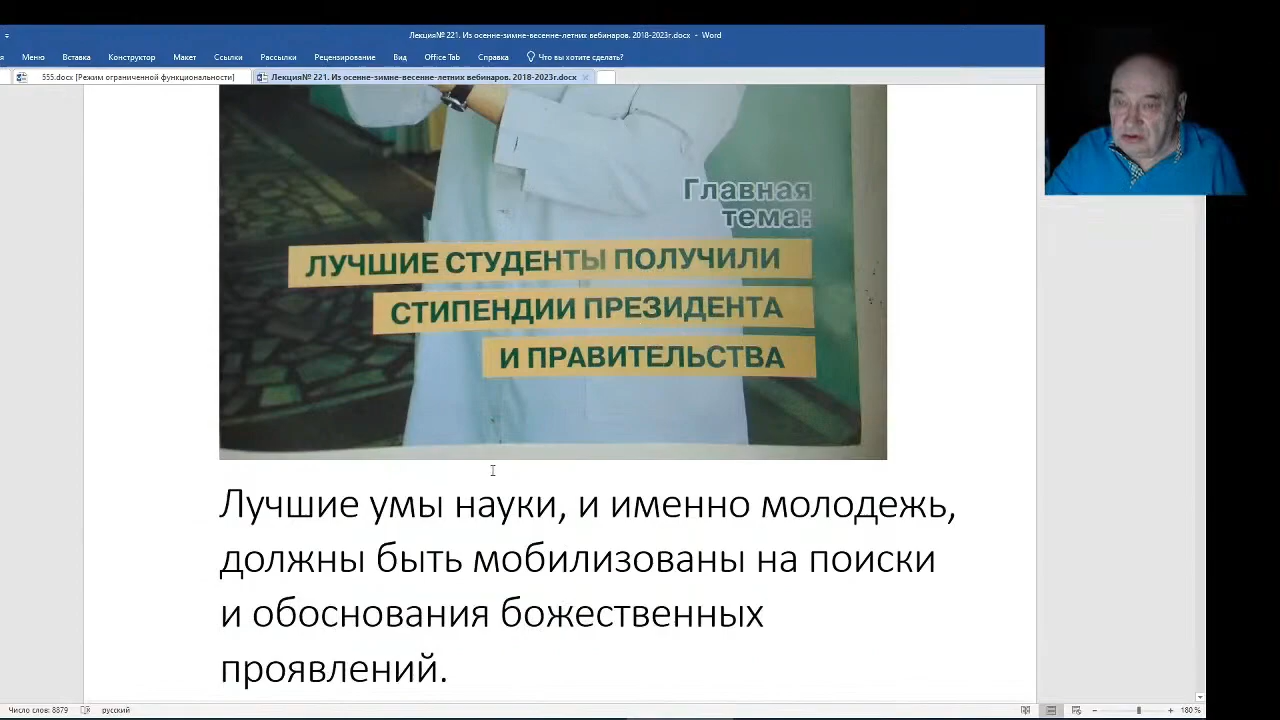 Лекция№ 221. Из осенне-зимне-весенне-летних вебинаров. 2018-2023г.docx - Word
Меню Вставка Конструктор Макет Ссылки Рассылки Рецензирование Вид Office Tab Справка Что вы хотите сделать?
555.docx [Режим ограниченной функциональности] Лекция№ 221. Из осенне-зимне-весенне-летних вебинаров. 2018-2023г.docx
Главная
тема:
ЛУЧШИЕ СТУДЕНТЫ ПОЛУЧИЛИ
СТИПЕНДИИ ПРЕЗИДЕНТА
И ПРАВИТЕЛЬСТВА
Лучшие умы науки, и именно молодежь,
должны быть мобилизованы на поиски
и обоснования божественных
проявлений.
Число слов: 8879 русский 180 %